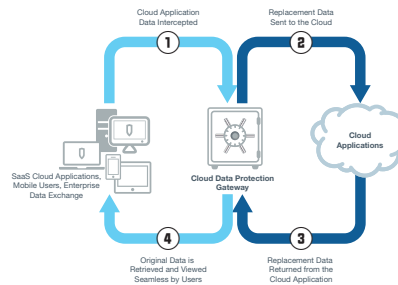 Cloud Application
Data Intercepted
1
Replacement Data
Sent to the Cloud
2
SaaS Cloud Applications,
Mobile Users, Enterprise
Data Exchange
Cloud Data Protection
Gateway
Cloud
Applications
4
Original Data is
Retrieved and Viewed
Seamless by Users
3
Replacement Data
Returned from the
Cloud Application